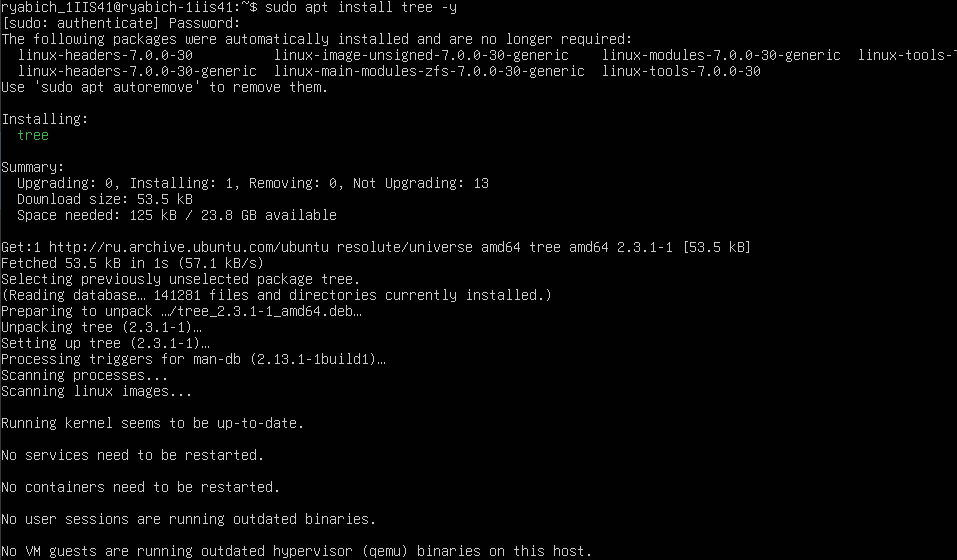 ryabich_1IIS41@ryabich-1iis41:~$ sudo apt install tree -y
[sudo: authenticate] Password:
The following packages were automatically installed and are no longer required:
  linux-headers-7.0.0-30          linux-image-unsigned-7.0.0-30-generic    linux-modules-7.0.0-30-generic  linux-tools-7
  linux-headers-7.0.0-30-generic  linux-main-modules-zfs-7.0.0-30-generic  linux-tools-7.0.0-30
Use 'sudo apt autoremove' to remove them.
Installing:
  tree
Summary:
  Upgrading: 0, Installing: 1, Removing: 0, Not Upgrading: 13
  Download size: 53.5 kB
  Space needed: 125 kB / 23.8 GB available
Get:1 http://ru.archive.ubuntu.com/ubuntu resolute/universe amd64 tree amd64 2.3.1-1 [53.5 kB]
Fetched 53.5 kB in 1s (57.1 kB/s)
Selecting previously unselected package tree.
(Reading database… 141281 files and directories currently installed.)
Preparing to unpack …/tree_2.3.1-1_amd64.deb…
Unpacking tree (2.3.1-1)…
Setting up tree (2.3.1-1)…
Processing triggers for man-db (2.13.1-1build1)…
Scanning processes...
Scanning linux images...
Running kernel seems to be up-to-date.
No services need to be restarted.
No containers need to be restarted.
No user sessions are running outdated binaries.
No VM guests are running outdated hypervisor (qemu) binaries on this host.